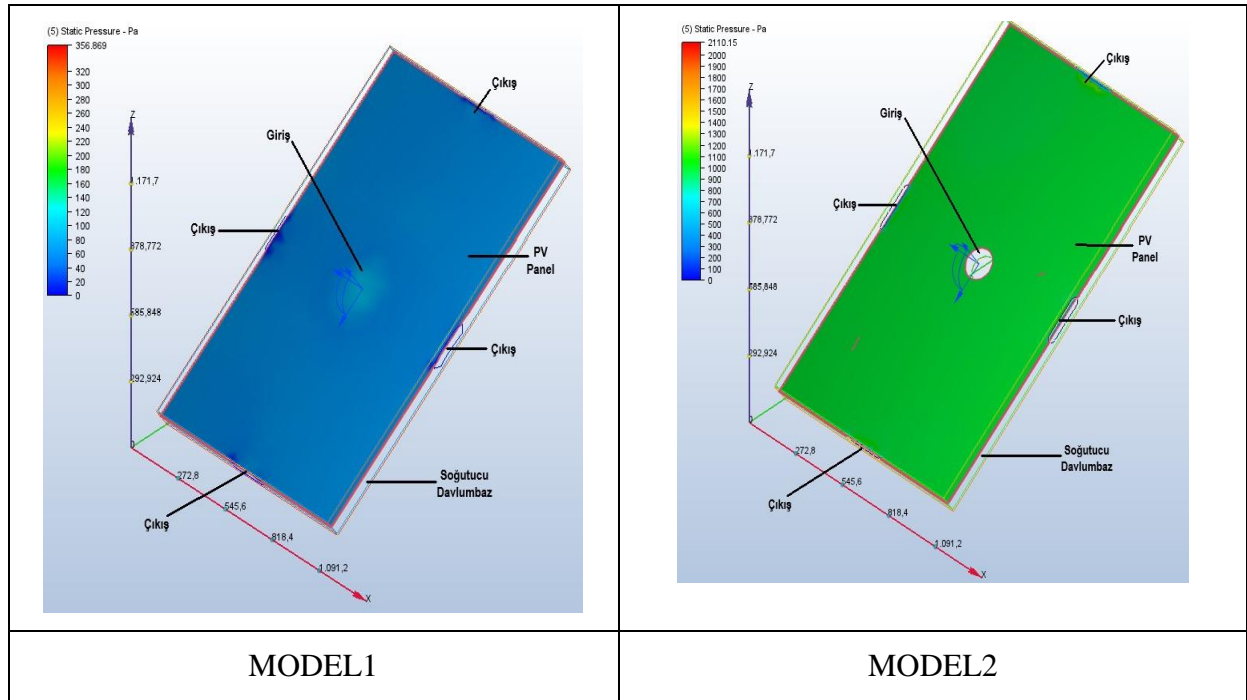 (5) Static Pressure - Pa
356.869
320
280
240
200
180
160
140
120
100
80
60
40
20
0
Z
1.171,7
878,772
585,848
292,924
0
272,8
545,6
818,4
1.091,2
X
Çıkış
Giriş
Çıkış
PV
Panel
Çıkış
Soğutucu
Davlumbaz
Çıkış
MODEL1
(5) Static Pressure - Pa
2110.15
2000
1800
1700
1600
1500
1400
1300
1200
1100
1000
900
800
700
600
500
400
300
200
100
0
Z
1.171,7
878,772
585,848
292,924
0
272,8
545,6
818,4
1.091,2
X
Çıkış
Giriş
Çıkış
PV
Panel
Çıkış
Soğutucu
Davlumbaz
Çıkış
MODEL2